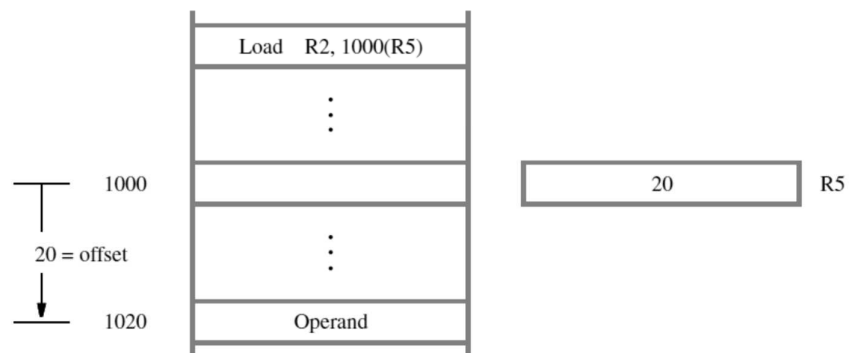 Load R2, 1000(R5)
1000
20
R5
20 = offset
1020
Operand